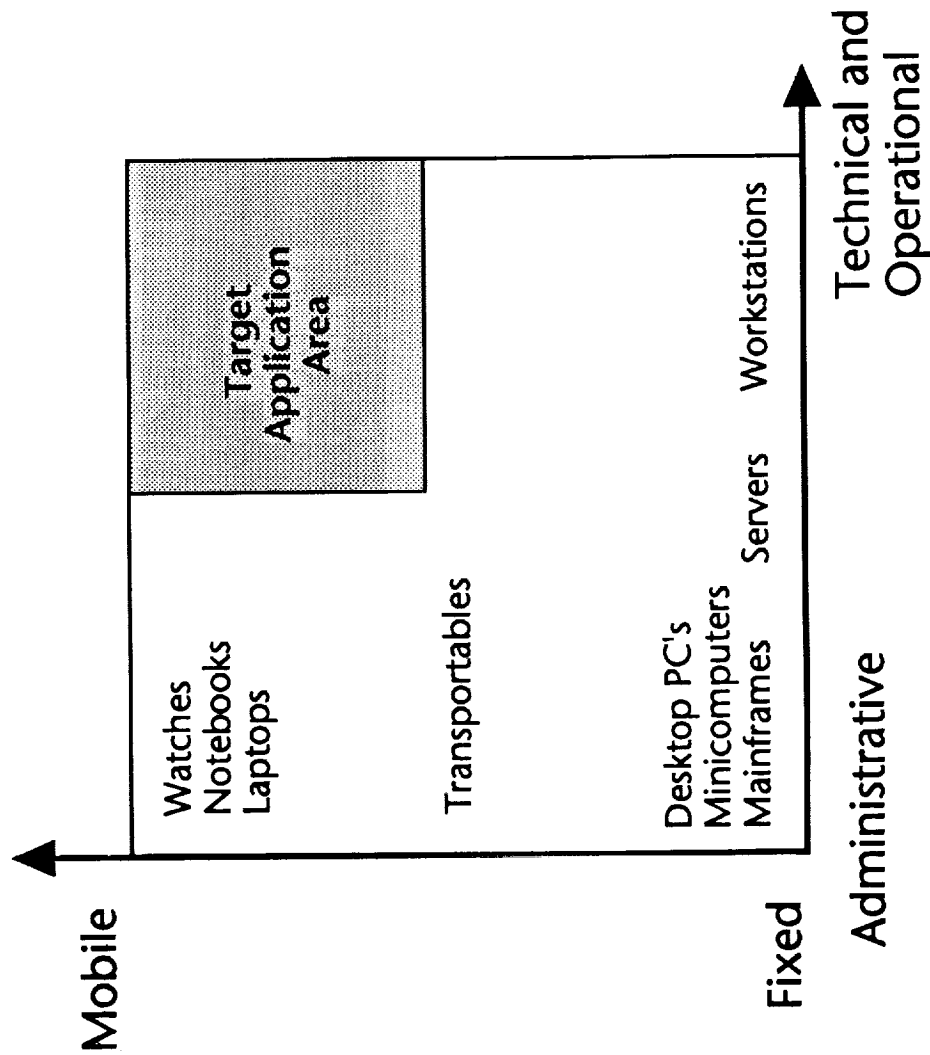 Mobile
Watches
Notebooks
Laptops
Target
Application
Area
Transportables
Desktop PC's
Minicomputers
Mainframes
Servers
Workstations
Fixed
Administrative
Technical and
Operational